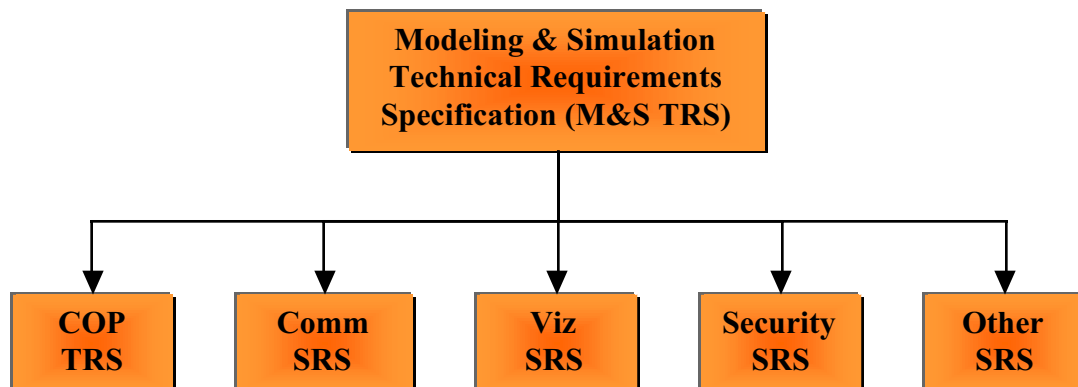 Modeling & Simulation
Technical Requirements
Specification (M&S TRS)
COP
TRS
Comm
SRS
Viz
SRS
Security
SRS
Other
SRS